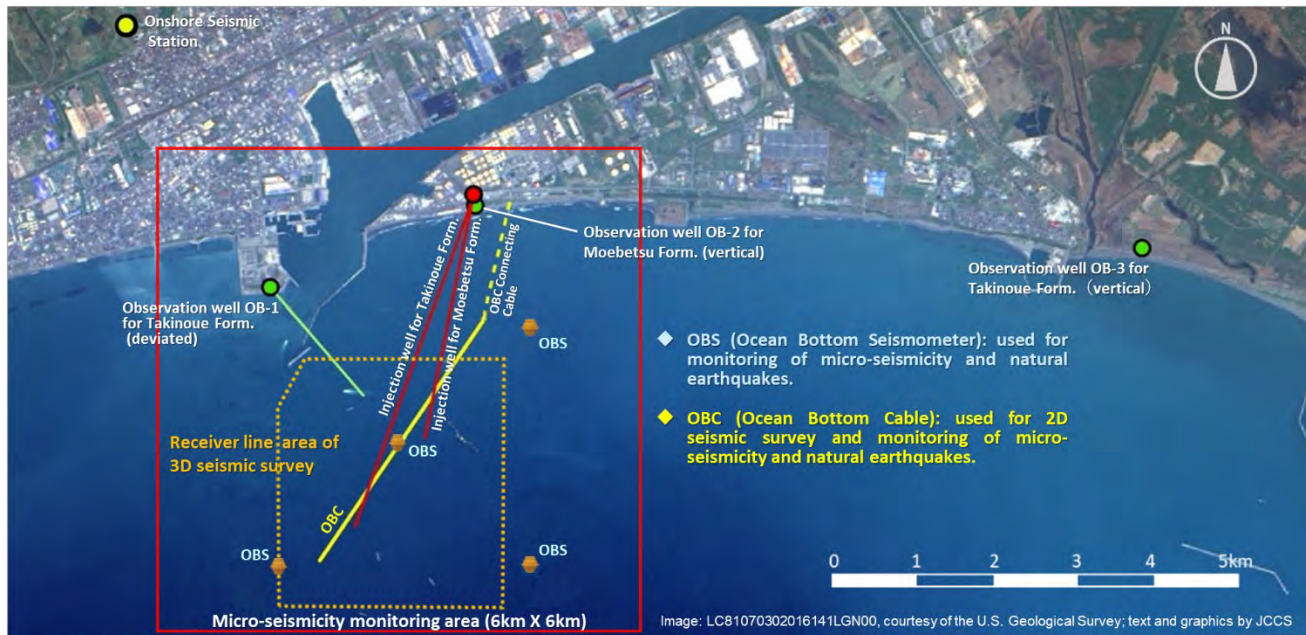 Onshore Seismic
Station
N
Observation well OB-2 for
Moebetsu Form. (vertical)
Observation well OB-3 for
Takinoue Form. (vertical)
Observation well OB-1
for Takinoue Form.
(deviated)
Injection well for Takinoue Form.
Injection well for Moebetsu Form.
OBC Connecting
Cable
OBS
◆ OBS (Ocean Bottom Seismometer): used for
monitoring of micro-seismicity and natural
earthquakes.
◆ OBC (Ocean Bottom Cable): used for 2D
seismic survey and monitoring of micro-
seismicity and natural earthquakes.
Receiver line area of
3D seismic survey
OBS
OBC
OBS
OBS
0 1 2 3 4 5km
Micro-seismicity monitoring area (6km X 6km)
Image: LC81070302016141LGN00, courtesy of the U.S. Geological Survey; text and graphics by JCCS